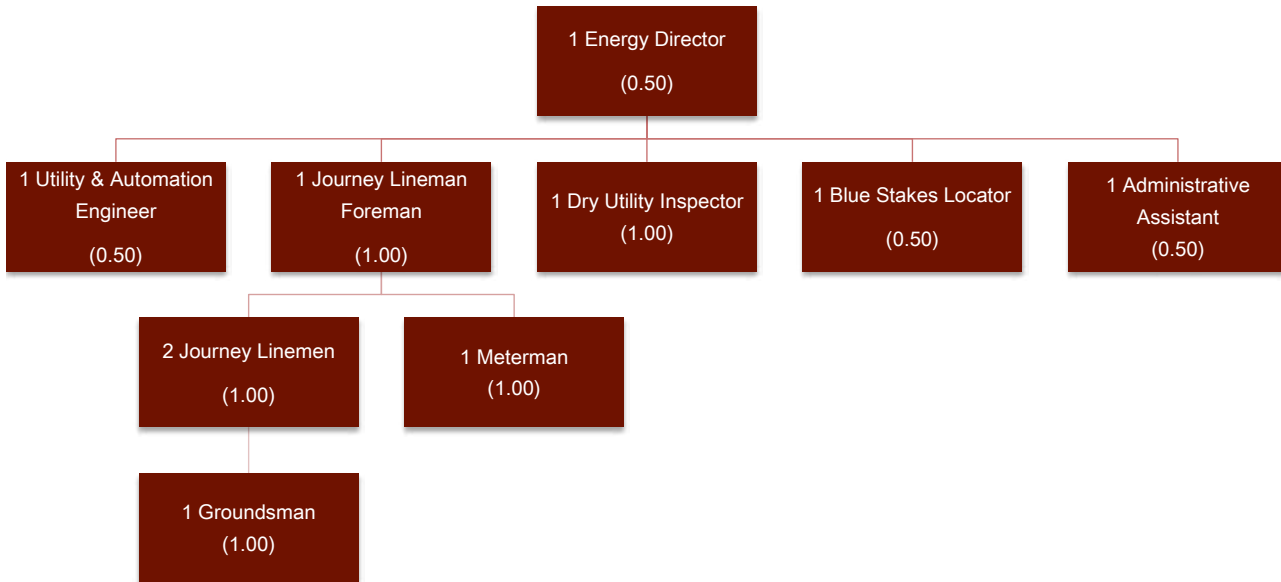 1 Energy Director
(0.50)
1 Utility & Automation
Engineer
(0.50)
1 Journey Lineman
Foreman
(1.00)
1 Dry Utility Inspector
(1.00)
1 Blue Stakes Locator
(0.50)
1 Administrative
Assistant
(0.50)
2 Journey Linemen
(1.00)
1 Meterman
(1.00)
1 Groundsman
(1.00)